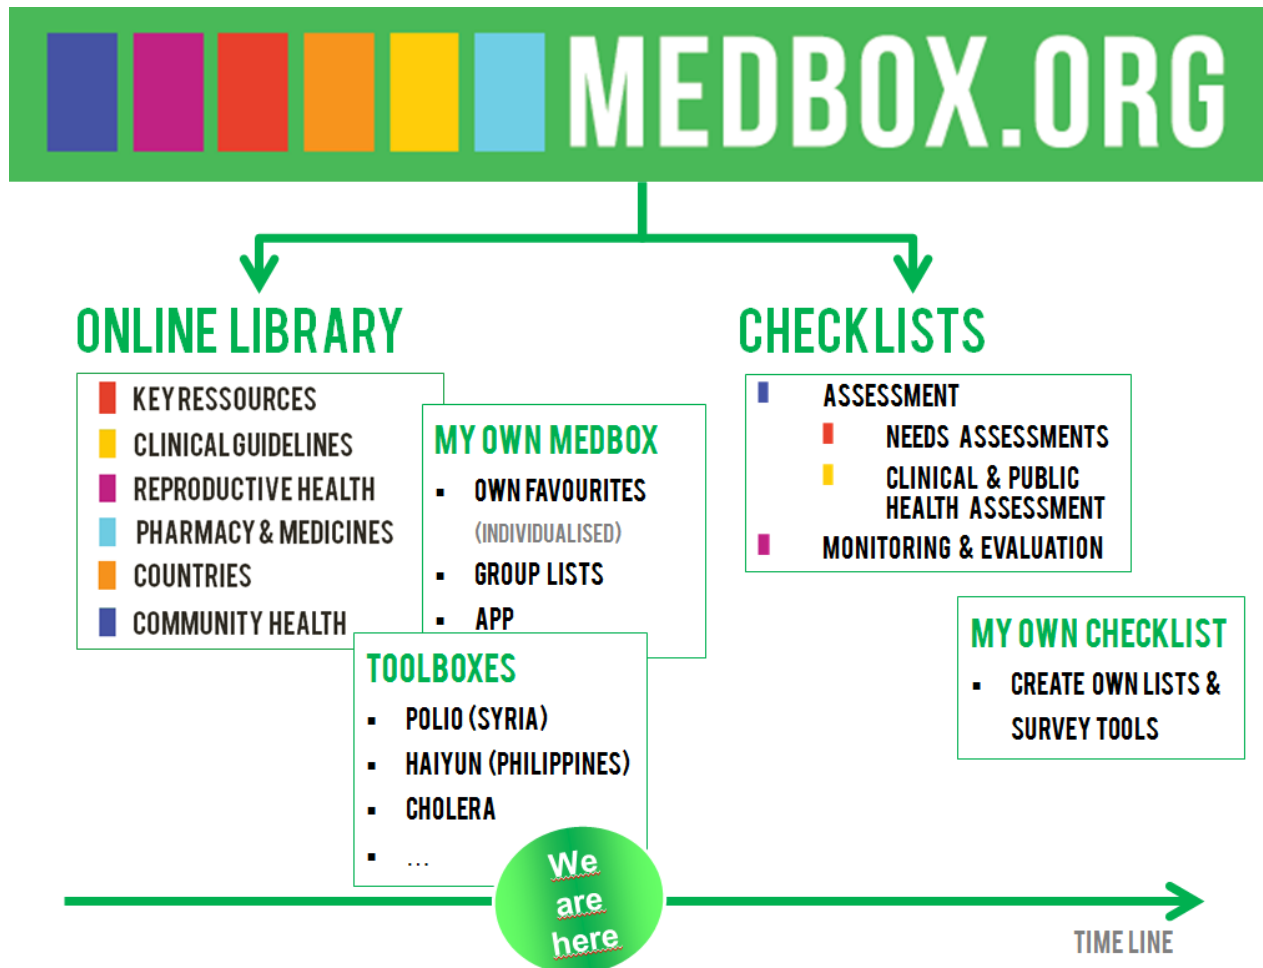 MEDBOX.ORG
ONLINE LIBRARY
KEY RESSOURCES
CLINICAL GUIDELINES
REPRODUCTIVE HEALTH
PHARMACY & MEDICINES
COUNTRIES
COMMUNITY HEALTH
MY OWN MEDBOX
▪ OWN FAVOURITES
(INDIVIDUALISED)
▪ GROUP LISTS
▪ APP
TOOLBOXES
▪ POLIO (SYRIA)
▪ HAIYUN (PHILIPPINES)
▪ CHOLERA
▪ ...
CHECKLISTS
ASSESSMENT
NEEDS ASSESSMENTS
CLINICAL & PUBLIC
HEALTH ASSESSMENT
MONITORING & EVALUATION
MY OWN CHECKLIST
▪ CREATE OWN LISTS &
SURVEY TOOLS
We
are
here
TIME LINE